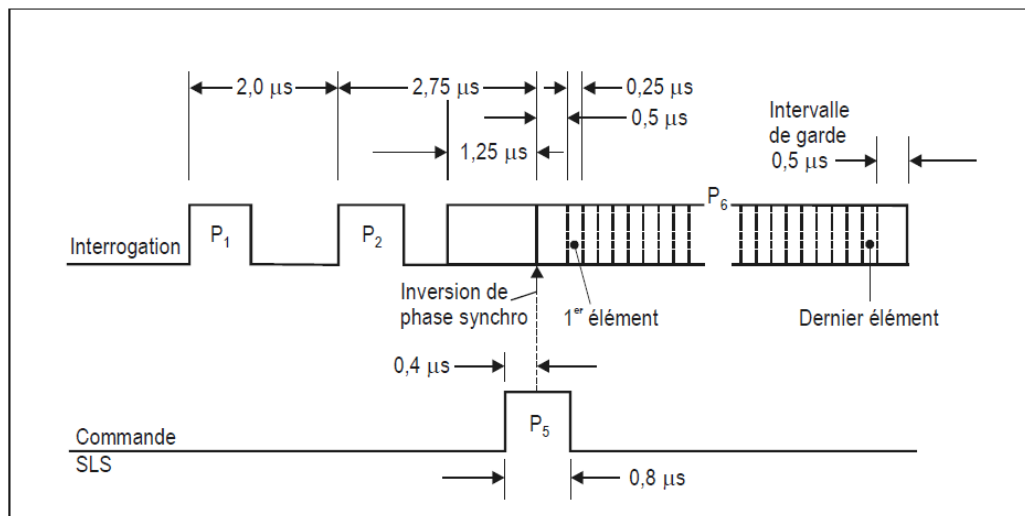 2,0 µs
2,75 µs
0,25 µs
0,5 µs
1,25 µs
Intervalle
de garde
0,5 µs
Interrogation
P1
P2
P6
Inversion de
phase synchro
1er élément
Dernier élément
0,4 µs
Commande
SLS
P5
0,8 µs